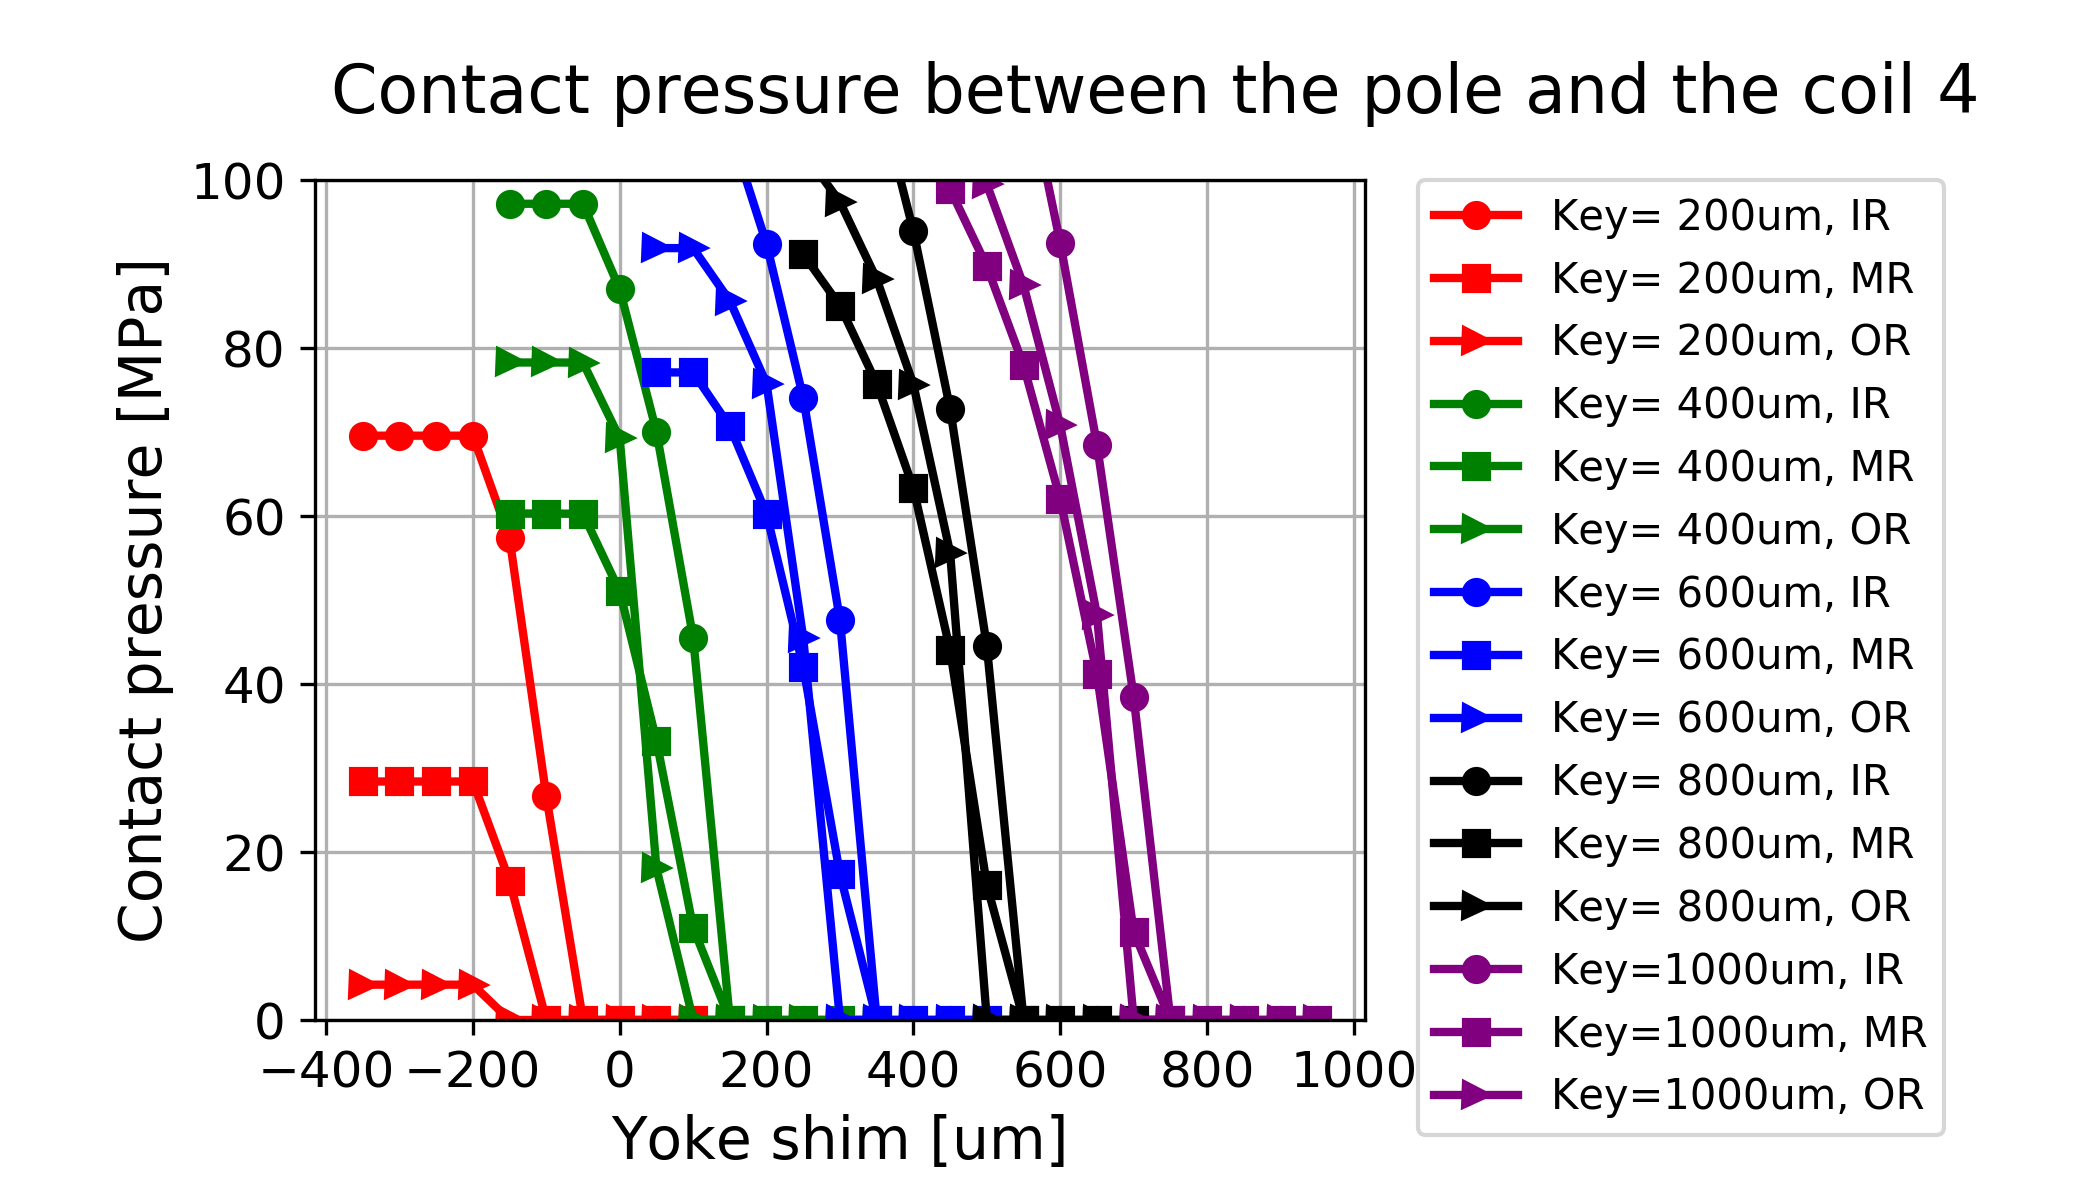 Contact pressure between the pole and the coil 4
Contact pressure [MPa]
100
80
60
40
20
0
−400 −200 0 200 400 600 800 1000
Yoke shim [um]
Key= 200um, IR
Key= 200um, MR
Key= 200um, OR
Key= 400um, IR
Key= 400um, MR
Key= 400um, OR
Key= 600um, IR
Key= 600um, MR
Key= 600um, OR
Key= 800um, IR
Key= 800um, MR
Key= 800um, OR
Key=1000um, IR
Key=1000um, MR
Key=1000um, OR